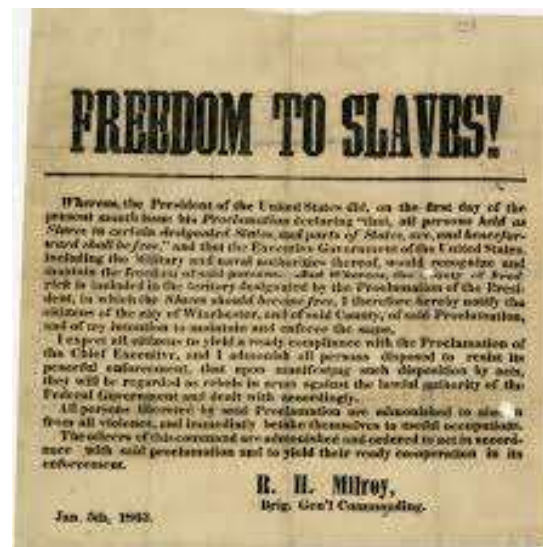 FREEDOM TO SLAVES!
Whereas, the President of the United States did, on the first day of the
present month issue his Proclamation declaring "that, all persons held as
Slaves in certain designated States, and parts of States, are, and hencefor-
ward shall be free," and that the Executive Government of the United States,
including the Military and naval authorities thereof, would recognize and
maintain the freedom of said persons. And Whereas, the county of Fred-
rick is included in the territory designated by the Proclamation of the Presi-
dent, in which the Slaves should become free, I therefore hereby notify the
citizens of the city of Winchester, and of said County, of said Proclamation,
and of my intention to maintain and enforce the same.
I expect all citizens to yield a ready compliance with the Proclamation of
the Chief Executive, and I admonish all persons disposed to resist its
peaceful enforcement, that upon manifesting such disposition by acts,
they will be regarded as rebels in arms against the lawful authority of the
Federal Government and dealt with accordingly.
All persons liberated by said Proclamation are admonished to abstain
from all violence, and immediately betake themselves to useful occupations.
The officers of this command are admonished and ordered to act in accord-
ance with said proclamation and to yield their ready co-operation in its
enforcement.
R. H. Milroy,
Brig. Gen'l Commanding.
Jan. 5th, 1863.